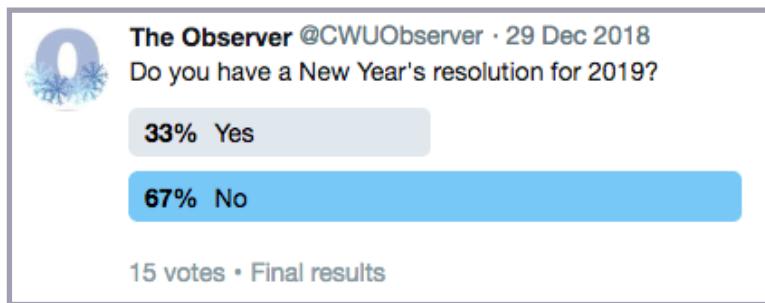 The Observer @CWUObserver · 29 Dec 2018
Do you have a New Year's resolution for 2019?
33% Yes
67% No
15 votes • Final results